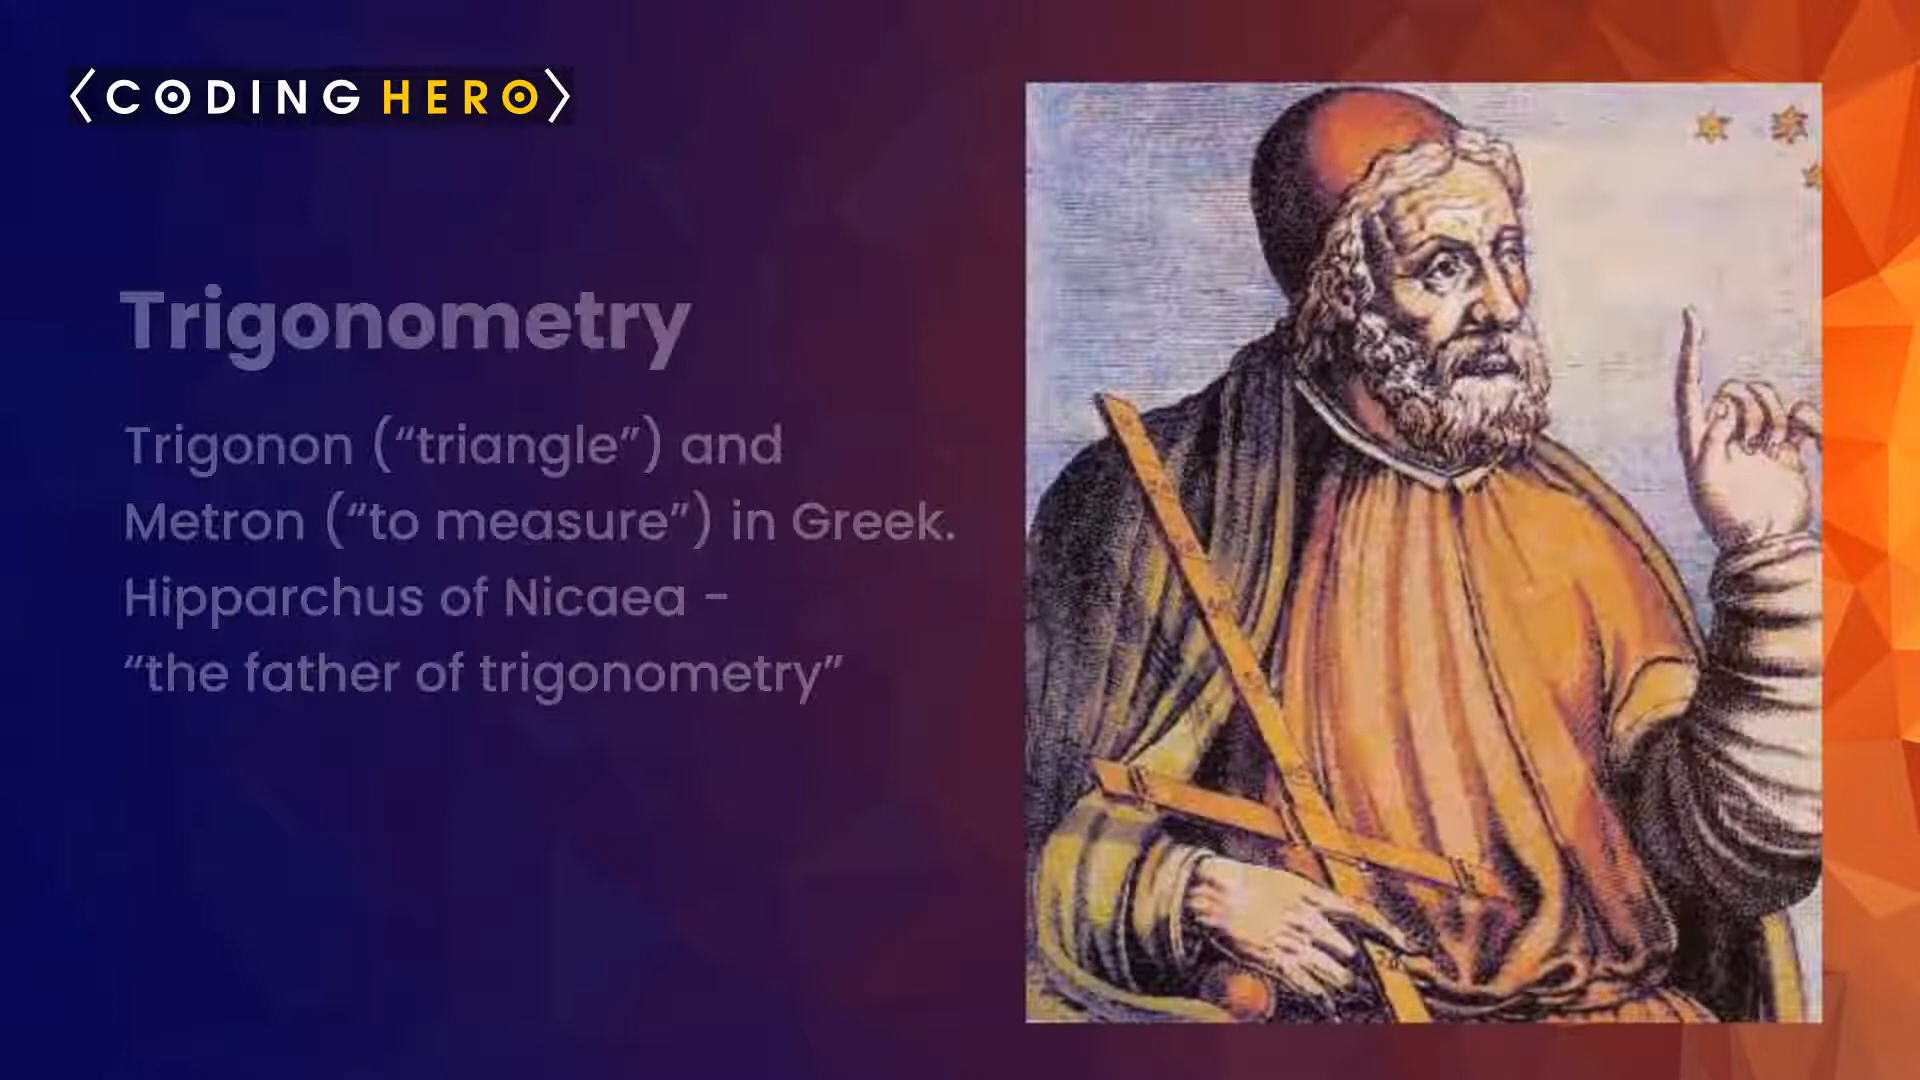 〈CODING HERO〉
Trigonometry
Trigonon (“triangle”) and
Metron (“to measure”) in Greek.
Hipparchus of Nicaea -
“the father of trigonometry”